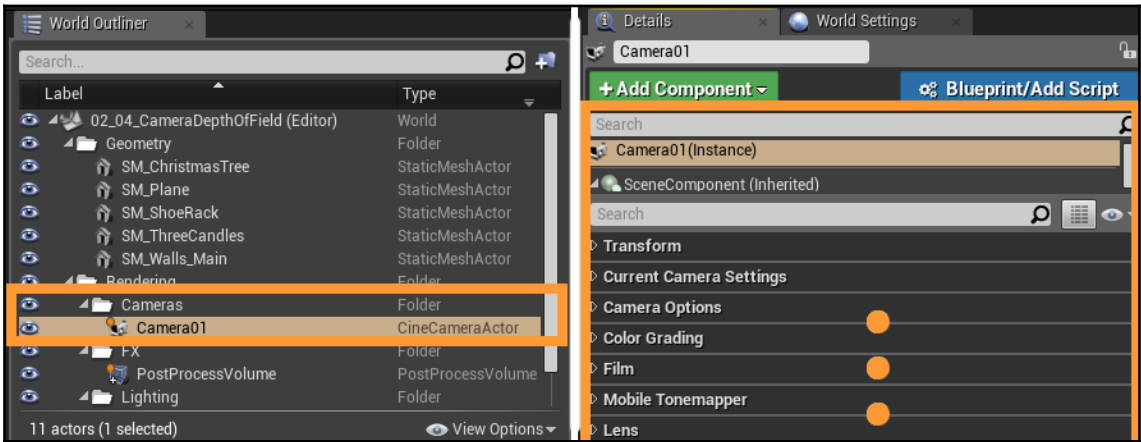 World Outliner
Search...
Label Type
02_04_CameraDepthOfField (Editor) World
Geometry Folder
SM_ChristmasTree StaticMeshActor
SM_Plane StaticMeshActor
SM_ShoeRack StaticMeshActor
SM_ThreeCandles StaticMeshActor
SM_Walls_Main StaticMeshActor
Rendering Folder
Cameras Folder
Camera01 CineCameraActor
FX Folder
PostProcessVolume PostProcessVolume
Lighting Folder
11 actors (1 selected) View Options
Details World Settings
Camera01
+Add Component Blueprint/Add Script
Search
Camera01(Instance)
SceneComponent (Inherited)
Search
Transform
Current Camera Settings
Camera Options
Color Grading
Film
Mobile Tonemapper
Lens